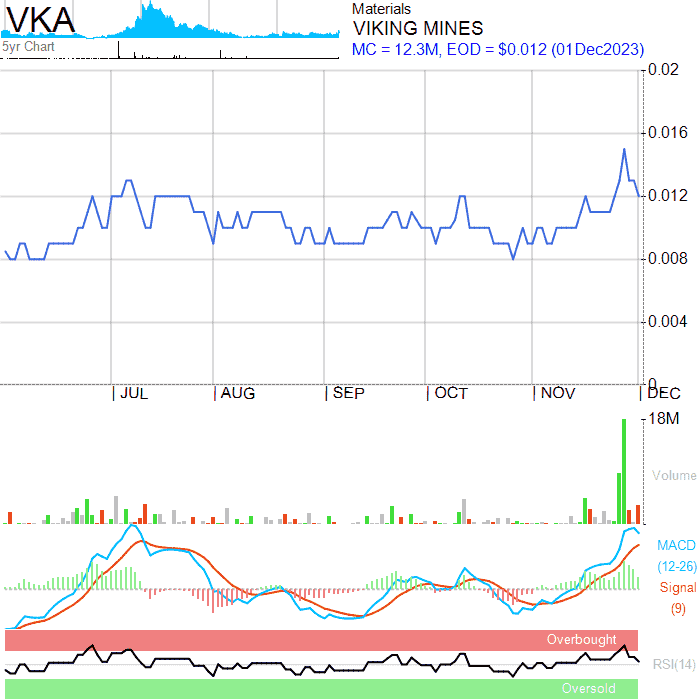 VKA
5yr Chart
Materials
VIKING MINES
MC = 12.3M, EOD = $0.012 (01Dec2023)
0.02
0.016
0.012
0.008
0.004
0
JUL AUG SEP OCT NOV DEC
18M
Volume
MACD
(12-26)
Signal
(9)
Overbought
RSI(14)
Oversold